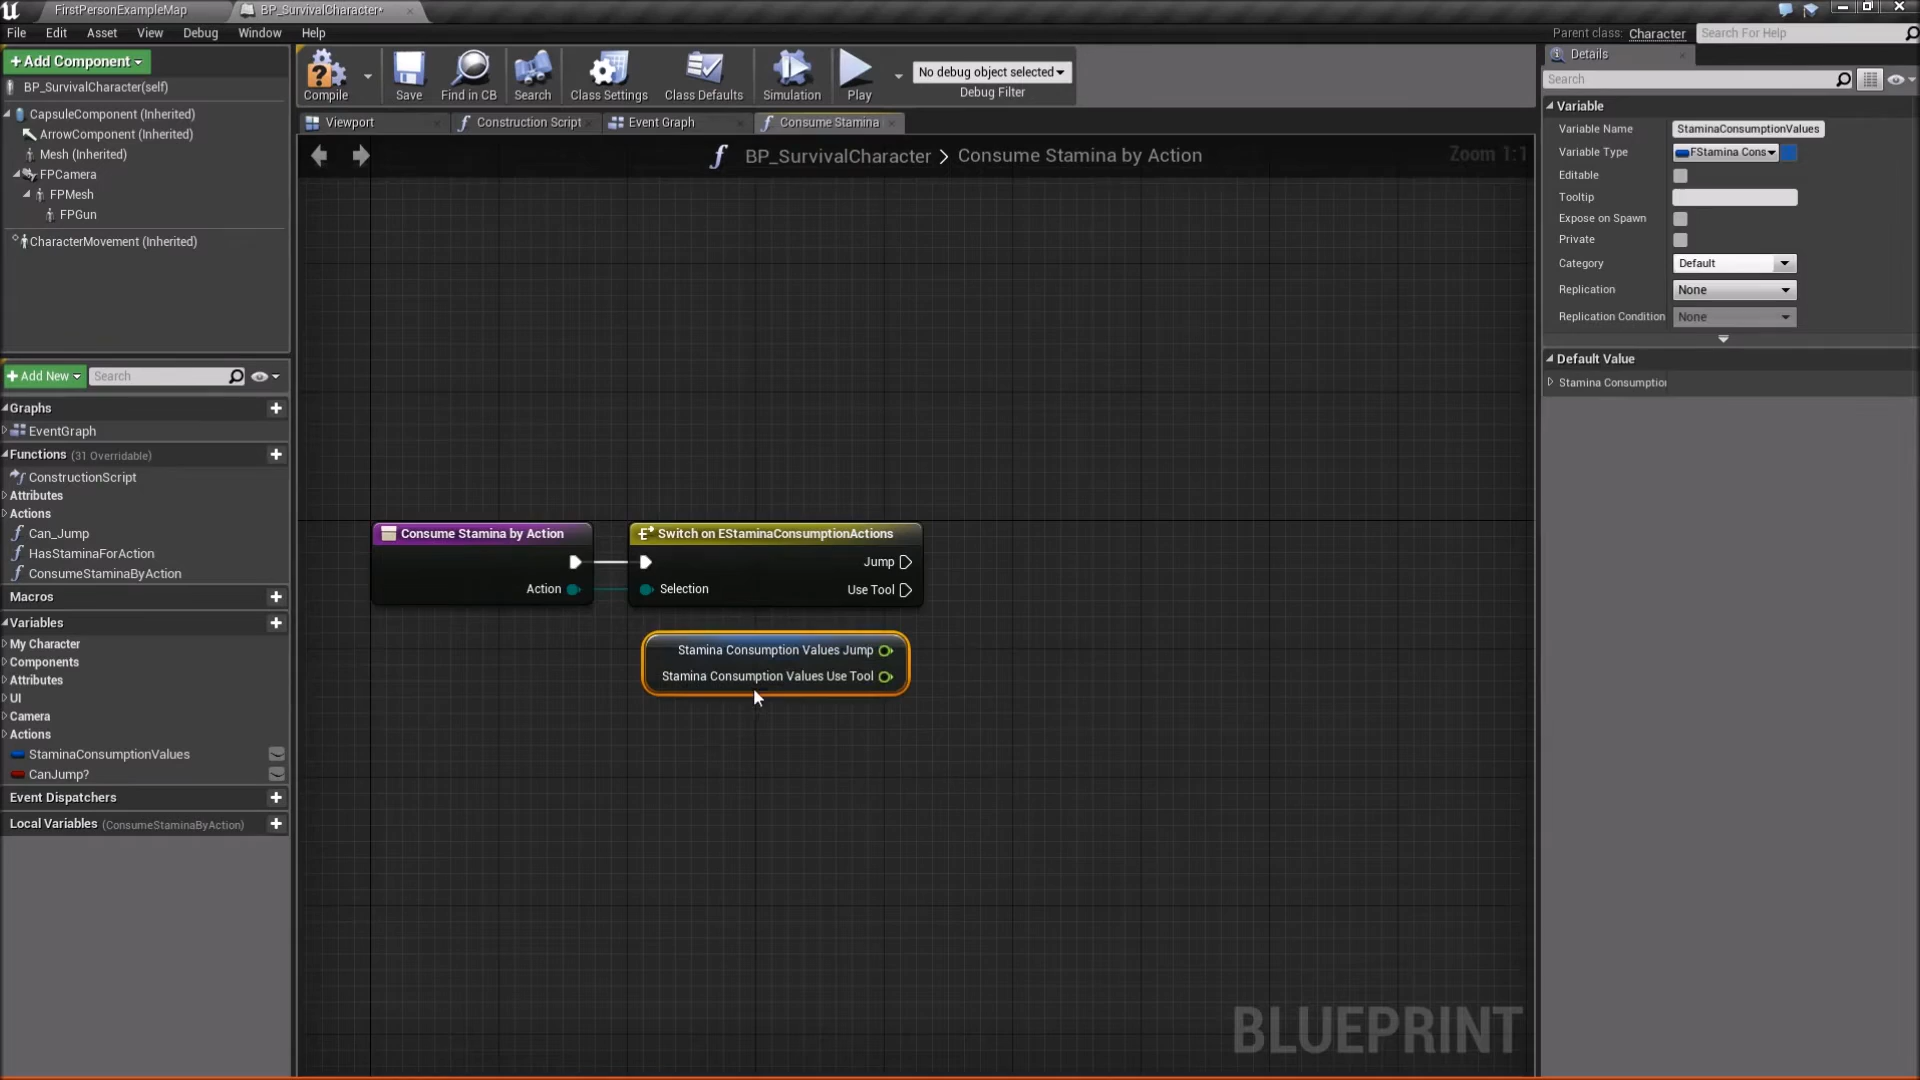 FirstPersonExampleMap
BP_SurvivalCharacter*
File Edit Asset View Debug Window Help
Parent class: Character
Search For Help
+Add Component
BP_SurvivalCharacter(self)
CapsuleComponent (Inherited)
ArrowComponent (Inherited)
Mesh (Inherited)
FPCamera
FPMesh
FPGun
CharacterMovement (Inherited)
Compile
Save
Find in CB
Search
Class Settings
Class Defaults
Simulation
Play
No debug object selected
Debug Filter
Viewport
Construction Script
Event Graph
Consume Stamina
BP_SurvivalCharacter > Consume Stamina by Action
Zoom 1:1
+Add New
Search
Graphs
EventGraph
Functions (31 Overridable)
ConstructionScript
Attributes
Actions
Can_Jump
HasStaminaForAction
ConsumeStaminaByAction
Macros
Variables
My Character
Components
Attributes
UI
Camera
Actions
StaminaConsumptionValues
CanJump?
Event Dispatchers
Local Variables (ConsumeStaminaByAction)
Consume Stamina by Action
Action
Switch on EStaminaConsumptionActions
Jump
Selection
Use Tool
Stamina Consumption Values Jump
Stamina Consumption Values Use Tool
BLUEPRINT
Details
Search
Variable
Variable Name StaminaConsumptionValues
Variable Type FStamina Cons
Editable
Tooltip
Expose on Spawn
Private
Category Default
Replication None
Replication Condition None
Default Value
Stamina Consumption